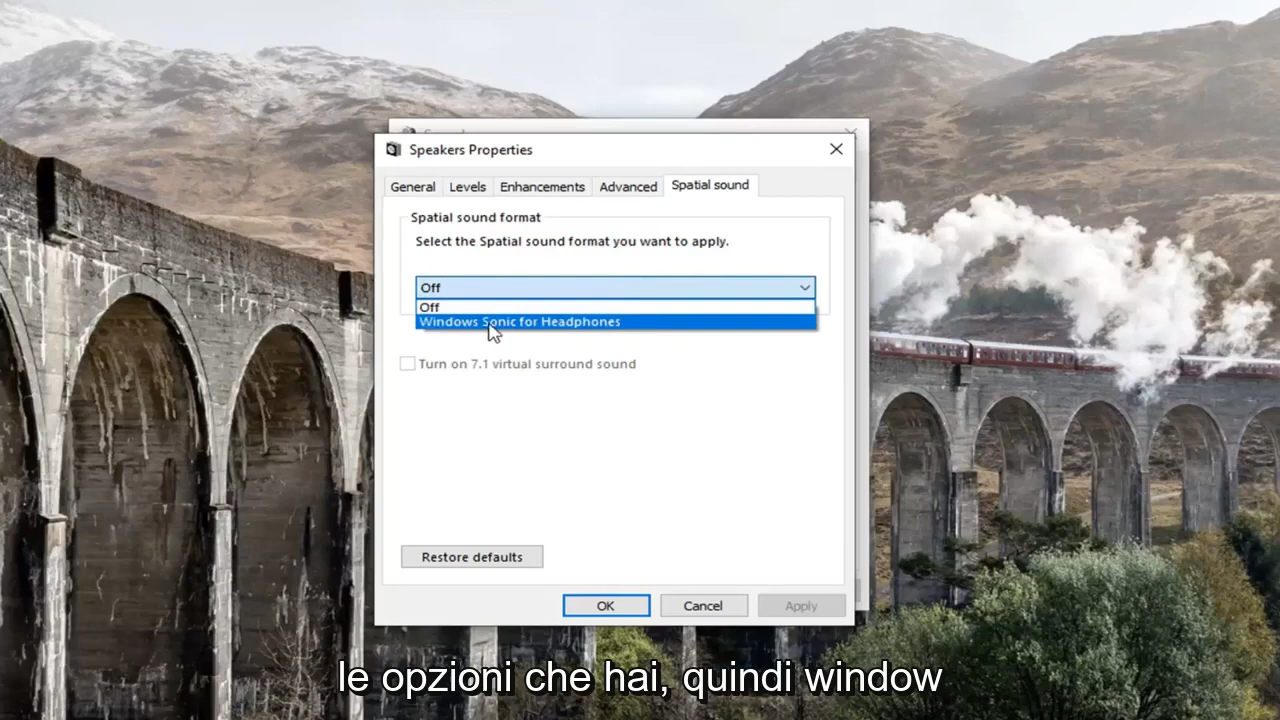 Speakers Properties
General
Levels
Enhancements
Advanced
Spatial sound
Spatial sound format
Select the Spatial sound format you want to apply.
Off
Off
Windows Sonic for Headphones
Turn on 7.1 virtual surround sound
Restore defaults
OK
Cancel
Apply
le opzioni che hai, quindi window